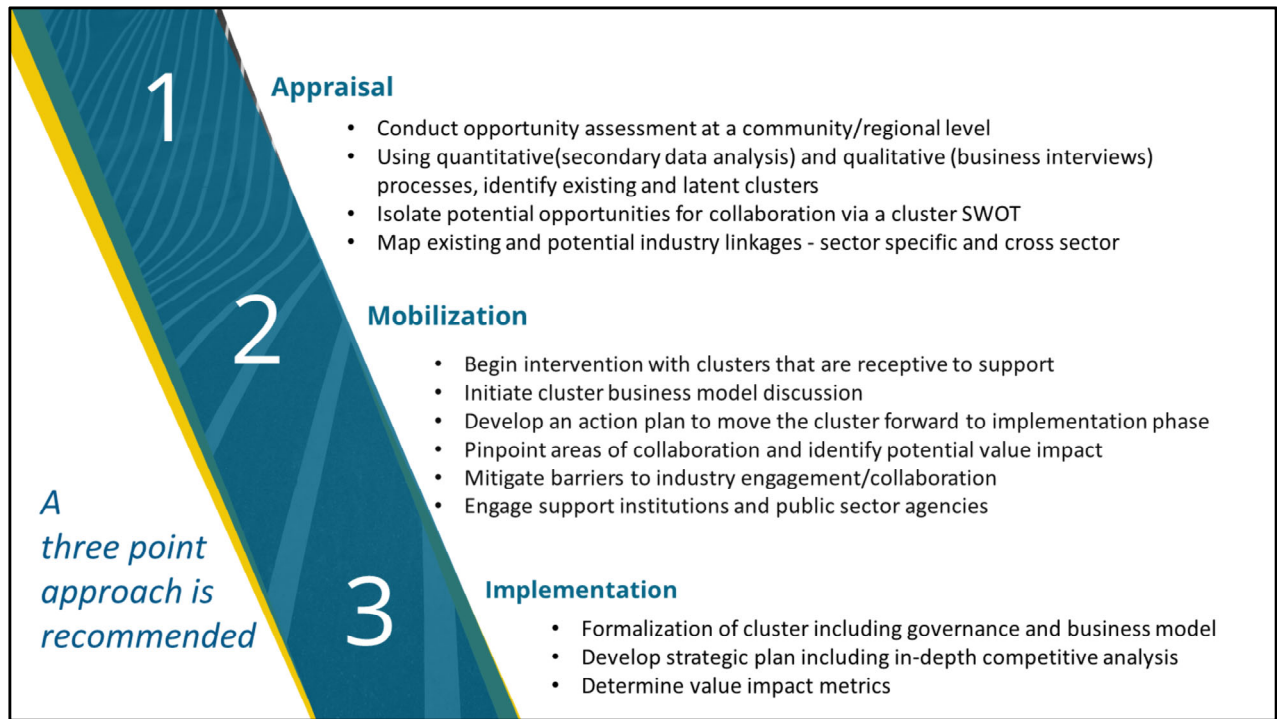 1
Appraisal
• Conduct opportunity assessment at a community/regional level
• Using quantitative(secondary data analysis) and qualitative (business interviews)
processes, identify existing and latent clusters
• Isolate potential opportunities for collaboration via a cluster SWOT
• Map existing and potential industry linkages - sector specific and cross sector
2
Mobilization
• Begin intervention with clusters that are receptive to support
• Initiate cluster business model discussion
• Develop an action plan to move the cluster forward to implementation phase
• Pinpoint areas of collaboration and identify potential value impact
• Mitigate barriers to industry engagement/collaboration
• Engage support institutions and public sector agencies
A
three point
approach is
recommended
3
Implementation
• Formalization of cluster including governance and business model
• Develop strategic plan including in-depth competitive analysis
• Determine value impact metrics